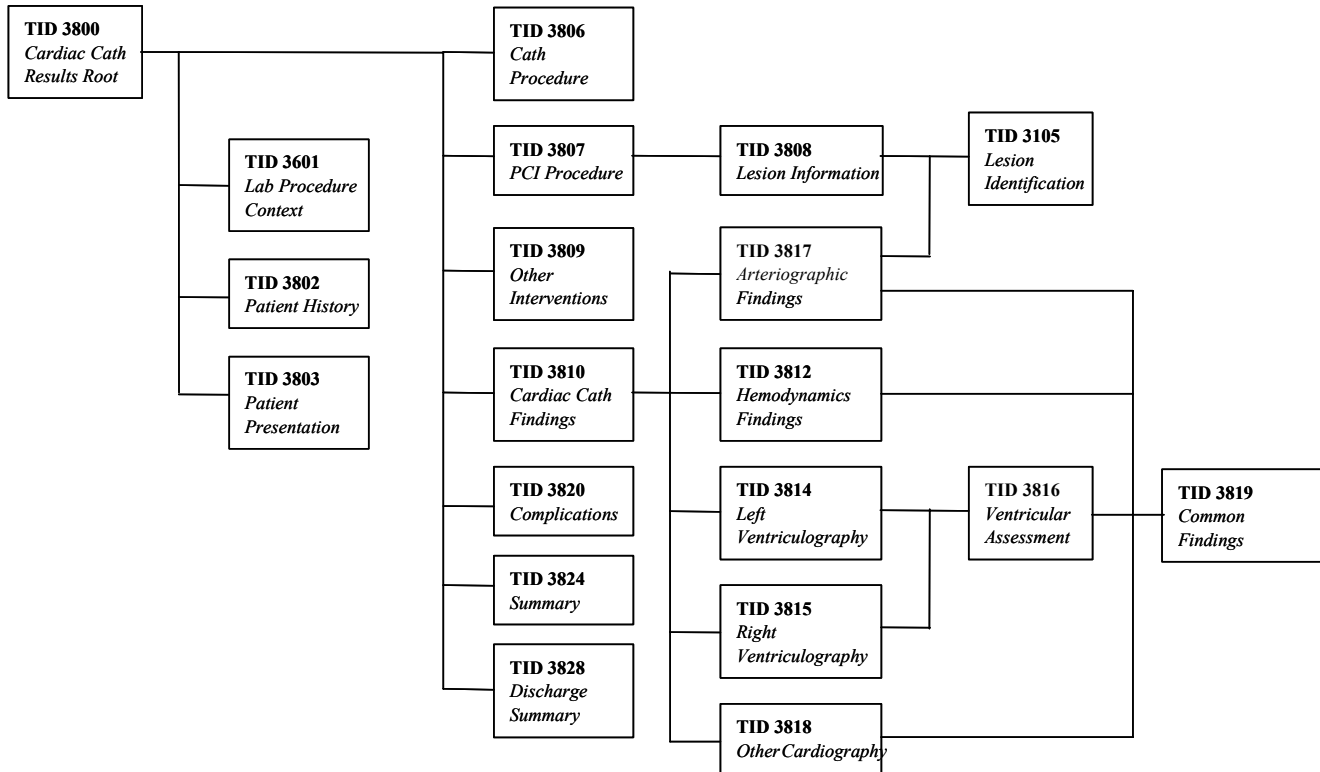 TID 3800
Cardiac Cath
Results Root
TID 3806
Cath
Procedure
TID 3601
Lab Procedure
Context
TID 3802
Patient History
TID 3803
Patient
Presentation
TID 3807
PCI Procedure
TID 3808
Lesion Information
TID 3105
Lesion
Identification
TID 3809
Other
Interventions
TID 3817
Arteriographic
Findings
TID 3810
Cardiac Cath
Findings
TID 3812
Hemodynamics
Findings
TID 3820
Complications
TID 3814
Left
Ventriculography
TID 3816
Ventricular
Assessment
TID 3819
Common
Findings
TID 3824
Summary
TID 3815
Right
Ventriculography
TID 3828
Discharge
Summary
TID 3818
Other Cardiography